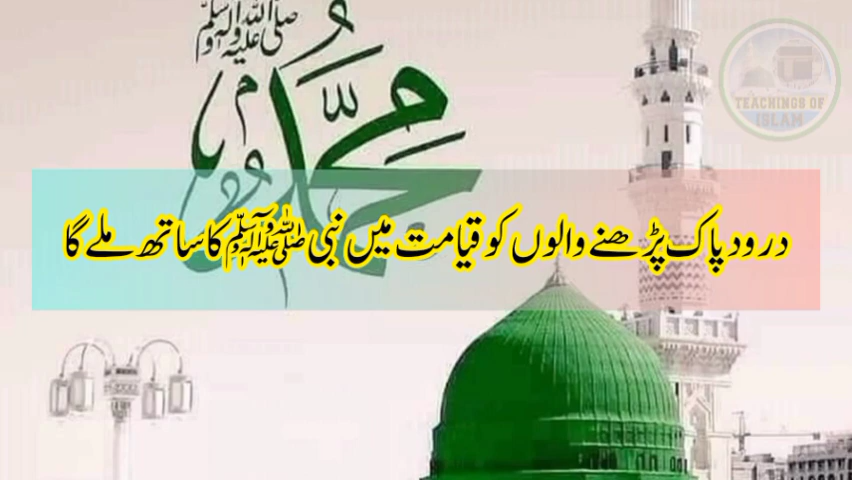 صلی اللہ علیہ وآلہ وسلم
محمد
TEACHINGS OF
ISLAM
درود پاک پڑھنے والوں کو قیامت میں نبی ﷺ کا ساتھ ملے گا